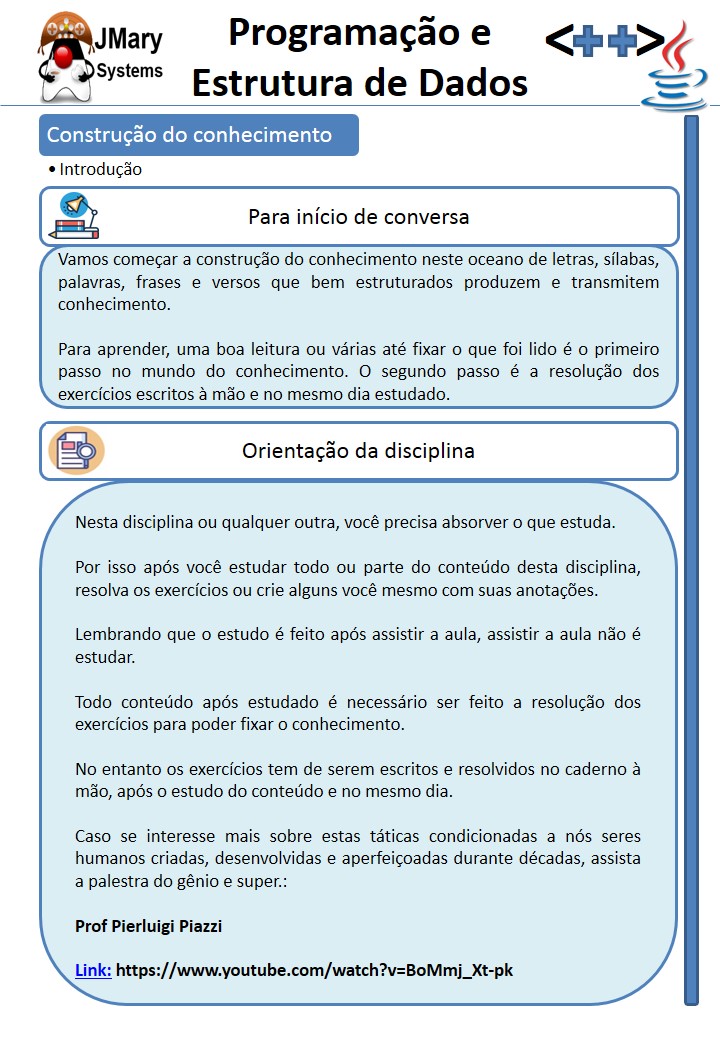 JMary
Systems
Programação e
Estrutura de Dados
<++>
Construção do conhecimento
• Introdução
Para início de conversa
Vamos começar a construção do conhecimento neste oceano de letras, sílabas,
palavras, frases e versos que bem estruturados produzem e transmitem
conhecimento.
Para aprender, uma boa leitura ou várias até fixar o que foi lido é o primeiro
passo no mundo do conhecimento. O segundo passo é a resolução dos
exercícios escritos à mão e no mesmo dia estudado.
Orientação da disciplina
Nesta disciplina ou qualquer outra, você precisa absorver o que estuda.
Por isso após você estudar todo ou parte do conteúdo desta disciplina,
resolva os exercícios ou crie alguns você mesmo com suas anotações.
Lembrando que o estudo é feito após assistir a aula, assistir a aula não é
estudar.
Todo conteúdo após estudado é necessário ser feito a resolução dos
exercícios para poder fixar o conhecimento.
No entanto os exercícios tem de serem escritos e resolvidos no caderno à
mão, após o estudo do conteúdo e no mesmo dia.
Caso se interesse mais sobre estas táticas condicionadas a nós seres
humanos criadas, desenvolvidas e aperfeiçoadas durante décadas, assista
a palestra do gênio e super.:
Prof Pierluigi Piazzi
Link: https://www.youtube.com/watch?v=BoMmj_Xt-pk